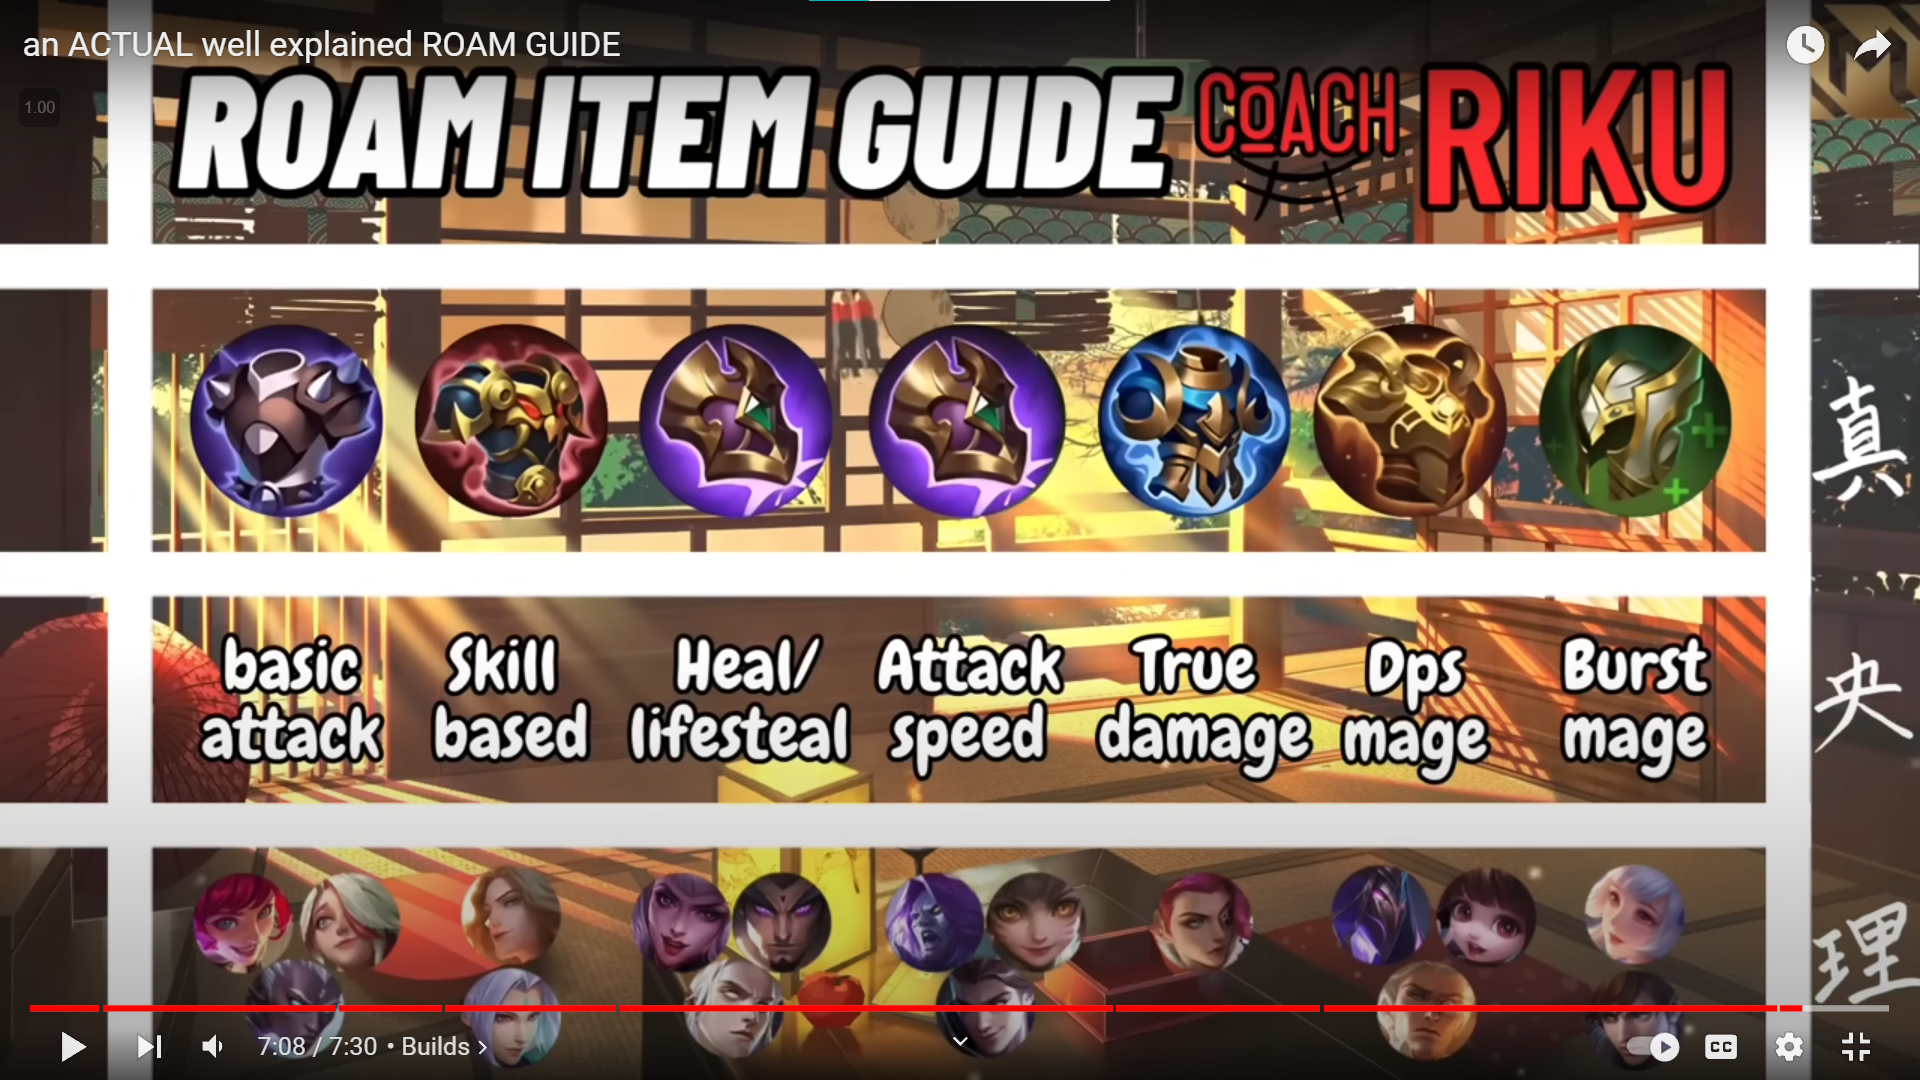 an ACTUAL well explained ROAM GUIDE
1.00
ROAM ITEM GUIDE COACH RIKU
basic attack
Skill based
Heal/ lifesteal
Attack speed
True damage
Dps mage
Burst mage
真
央
理
7:08 / 7:30 • Builds
CC